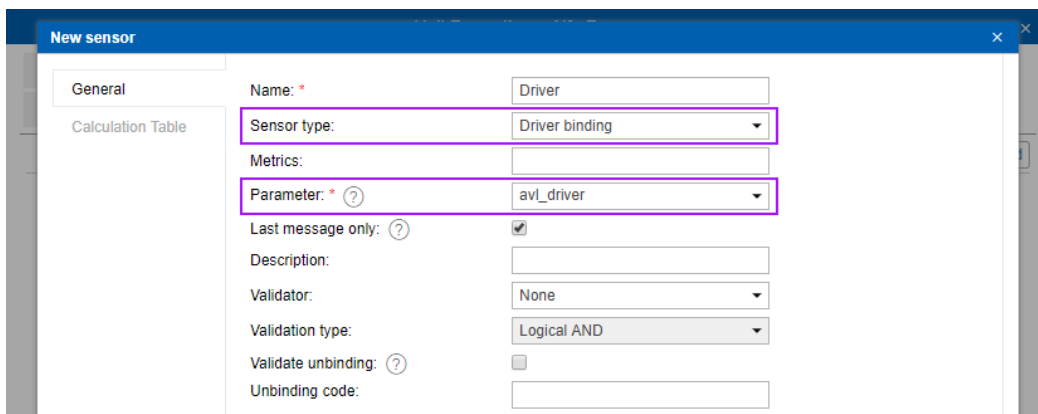 New sensor ×
General
Calculation Table
Name: * Driver
Sensor type: Driver binding
Metrics:
Parameter: * ? avl_driver
Last message only: ?
Description:
Validator: None
Validation type: Logical AND
Validate unbinding: ?
Unbinding code: